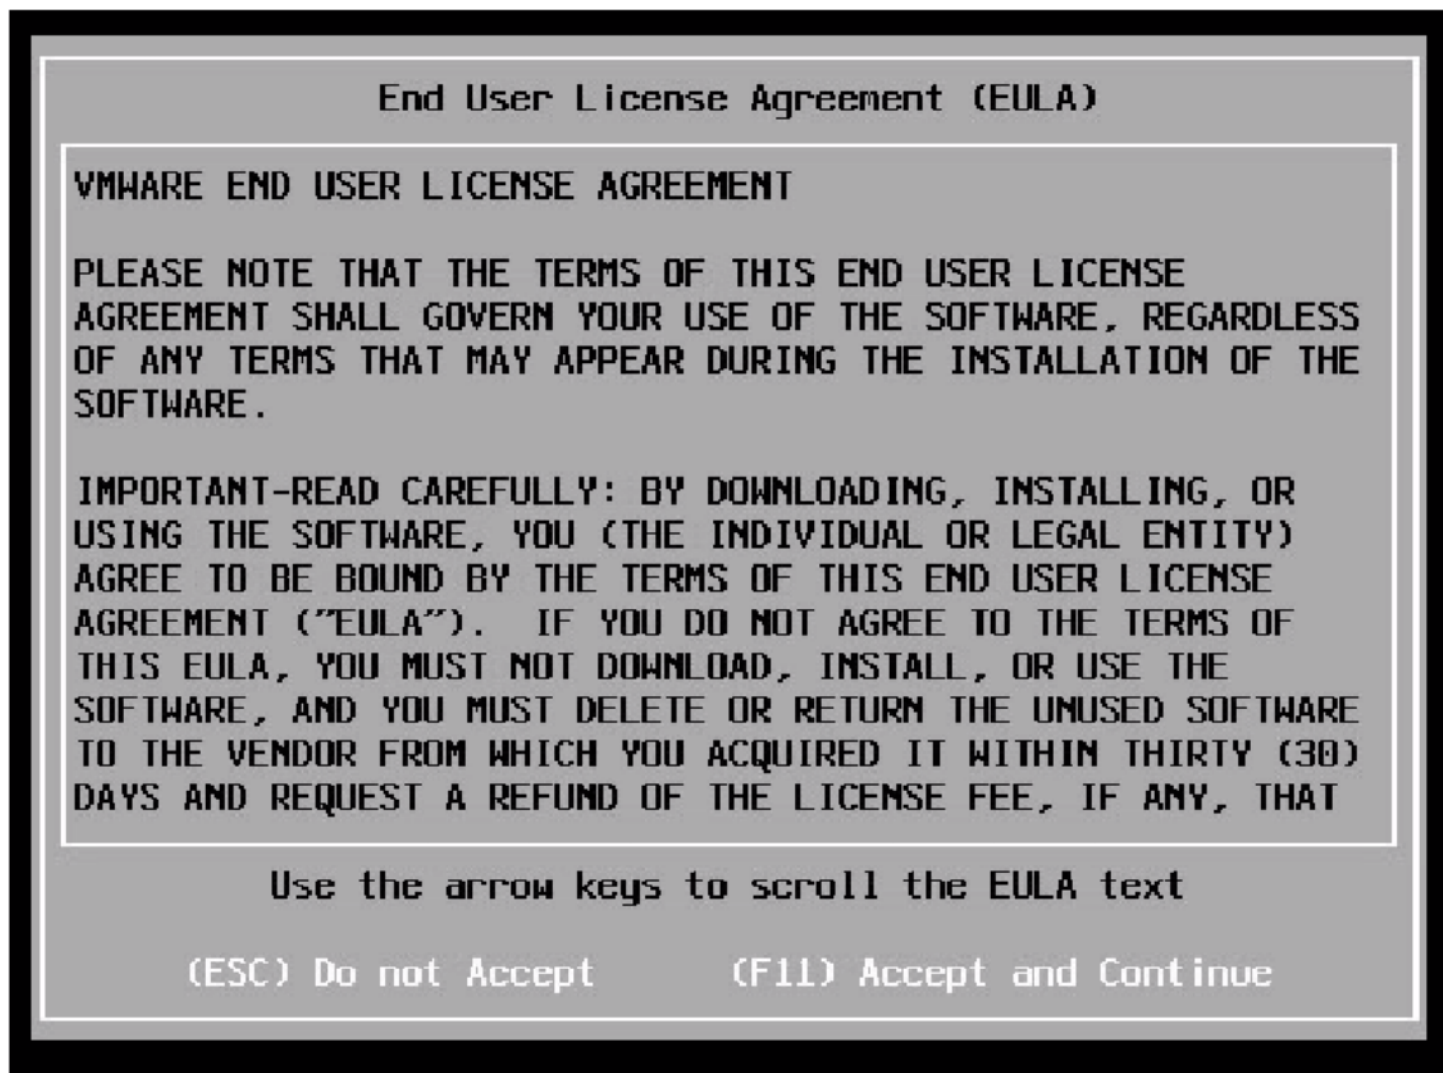 End User License Agreement (EULA)
VMWARE END USER LICENSE AGREEMENT
PLEASE NOTE THAT THE TERMS OF THIS END USER LICENSE
AGREEMENT SHALL GOVERN YOUR USE OF THE SOFTWARE, REGARDLESS
OF ANY TERMS THAT MAY APPEAR DURING THE INSTALLATION OF THE
SOFTWARE.
IMPORTANT-READ CAREFULLY: BY DOWNLOADING, INSTALLING, OR
USING THE SOFTWARE, YOU (THE INDIVIDUAL OR LEGAL ENTITY)
AGREE TO BE BOUND BY THE TERMS OF THIS END USER LICENSE
AGREEMENT ("EULA").  IF YOU DO NOT AGREE TO THE TERMS OF
THIS EULA, YOU MUST NOT DOWNLOAD, INSTALL, OR USE THE
SOFTWARE, AND YOU MUST DELETE OR RETURN THE UNUSED SOFTWARE
TO THE VENDOR FROM WHICH YOU ACQUIRED IT WITHIN THIRTY (30)
DAYS AND REQUEST A REFUND OF THE LICENSE FEE, IF ANY, THAT
Use the arrow keys to scroll the EULA text
(ESC) Do not Accept (F11) Accept and Continue